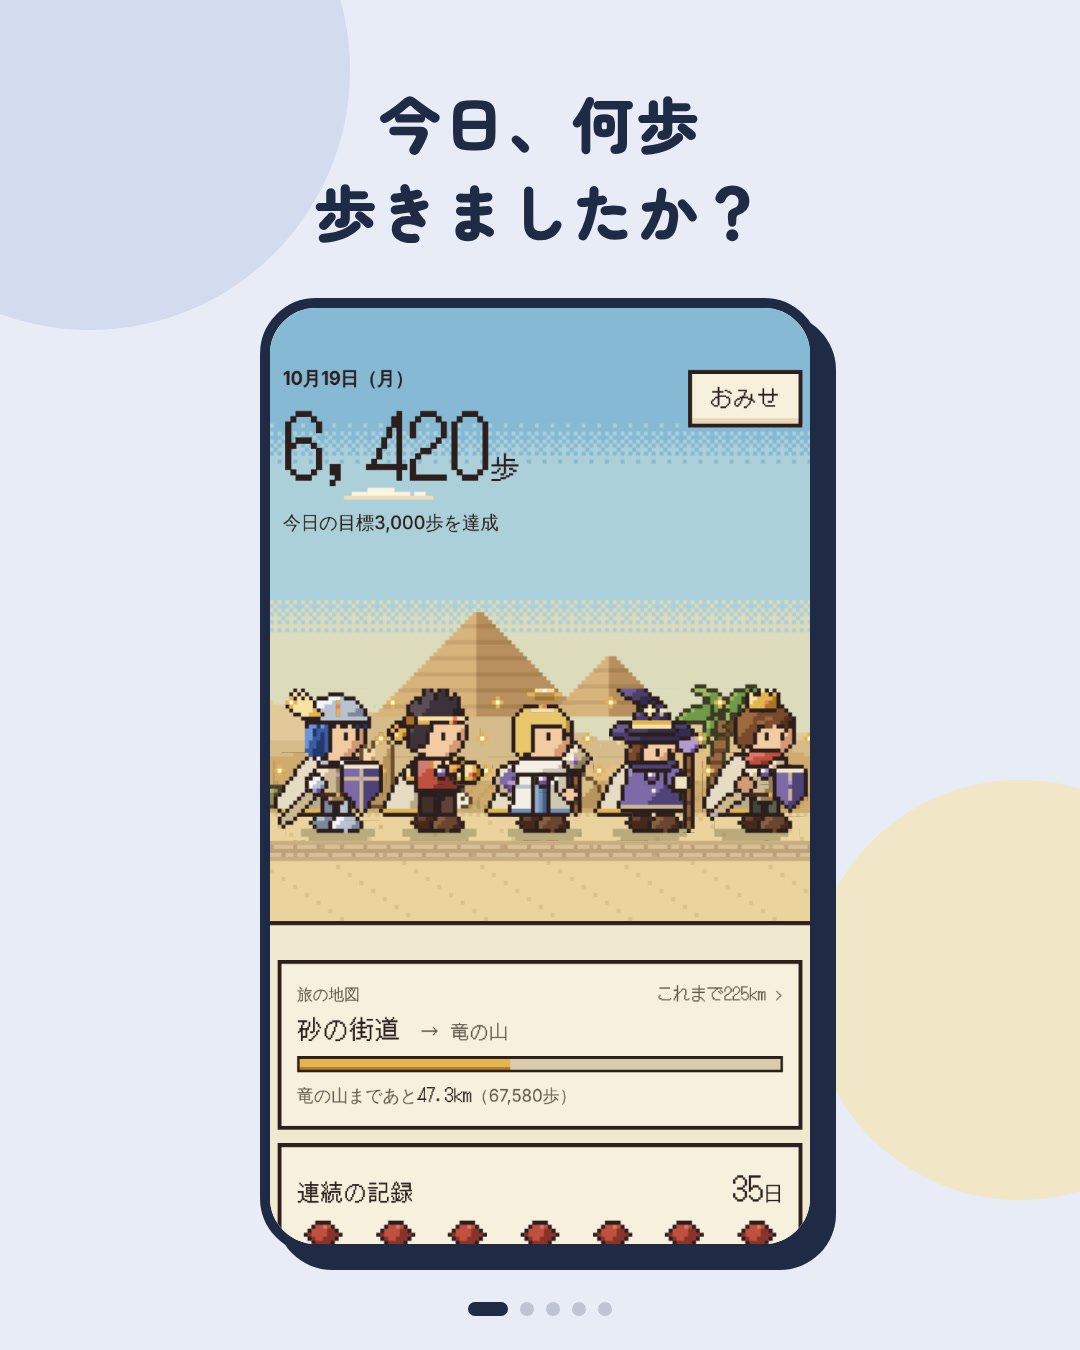 今日、何歩
歩きましたか？
10月19日（月）
おみせ
6,420歩
今日の目標3,000歩を達成
旅の地図
これまで225km >
砂の街道 → 竜の山
竜の山まであと47.3km（67,580歩）
連続の記録
35日